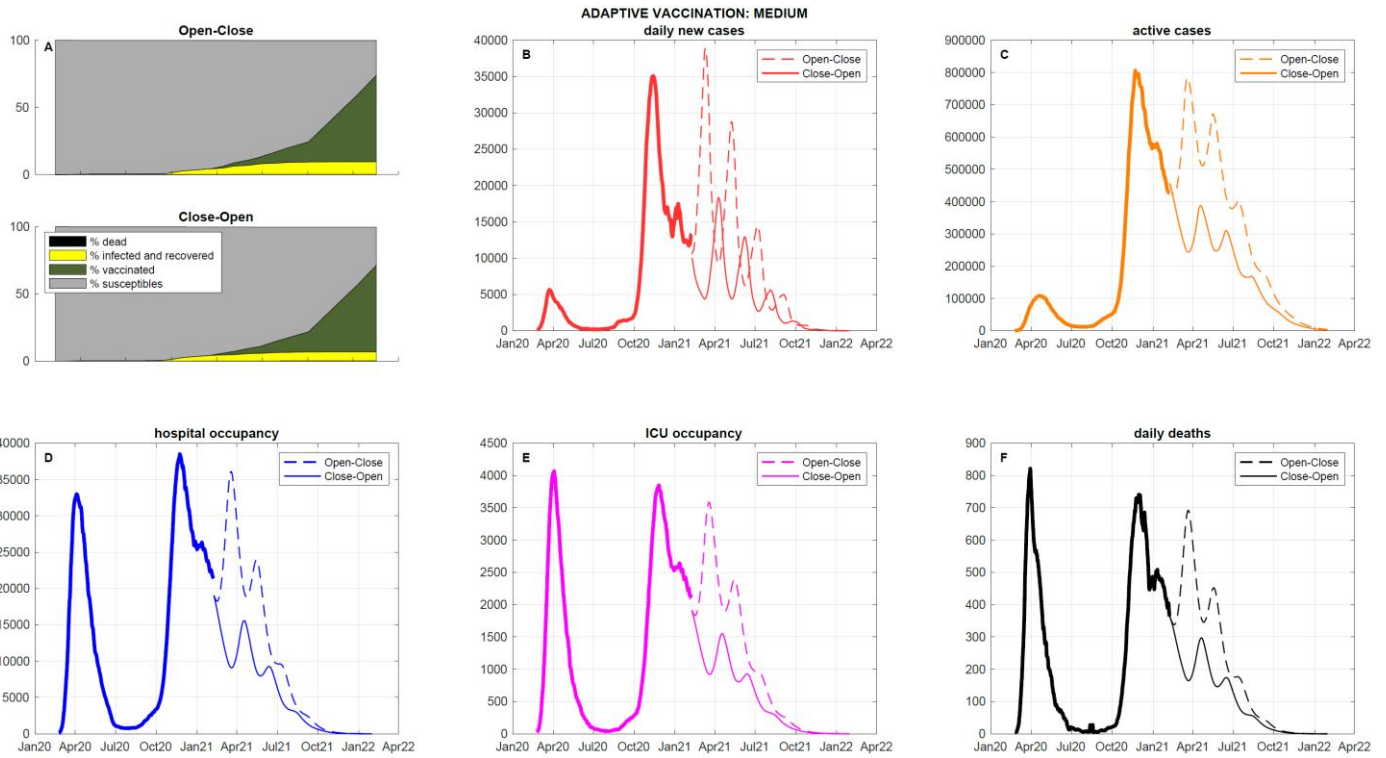 ADAPTIVE VACCINATION: MEDIUM
Open-Close
A
100
50
0
Close-Open
100
50
0
% dead
% infected and recovered
% vaccinated
% susceptibles
daily new cases
B
Open-Close
Close-Open
40000
35000
30000
25000
20000
15000
10000
5000
0
Jan20 Apr20 Jul20 Oct20 Jan21 Apr21 Jul21 Oct21 Jan22 Apr22
active cases
C
Open-Close
Close-Open
900000
800000
700000
600000
500000
400000
300000
200000
100000
0
Jan20 Apr20 Jul20 Oct20 Jan21 Apr21 Jul21 Oct21 Jan22 Apr22
hospital occupancy
D
Open-Close
Close-Open
40000
35000
30000
25000
20000
15000
10000
5000
0
Jan20 Apr20 Jul20 Oct20 Jan21 Apr21 Jul21 Oct21 Jan22 Apr22
ICU occupancy
E
Open-Close
Close-Open
4500
4000
3500
3000
2500
2000
1500
1000
500
0
Jan20 Apr20 Jul20 Oct20 Jan21 Apr21 Jul21 Oct21 Jan22 Apr22
daily deaths
F
Open-Close
Close-Open
900
800
700
600
500
400
300
200
100
0
Jan20 Apr20 Jul20 Oct20 Jan21 Apr21 Jul21 Oct21 Jan22 Apr22